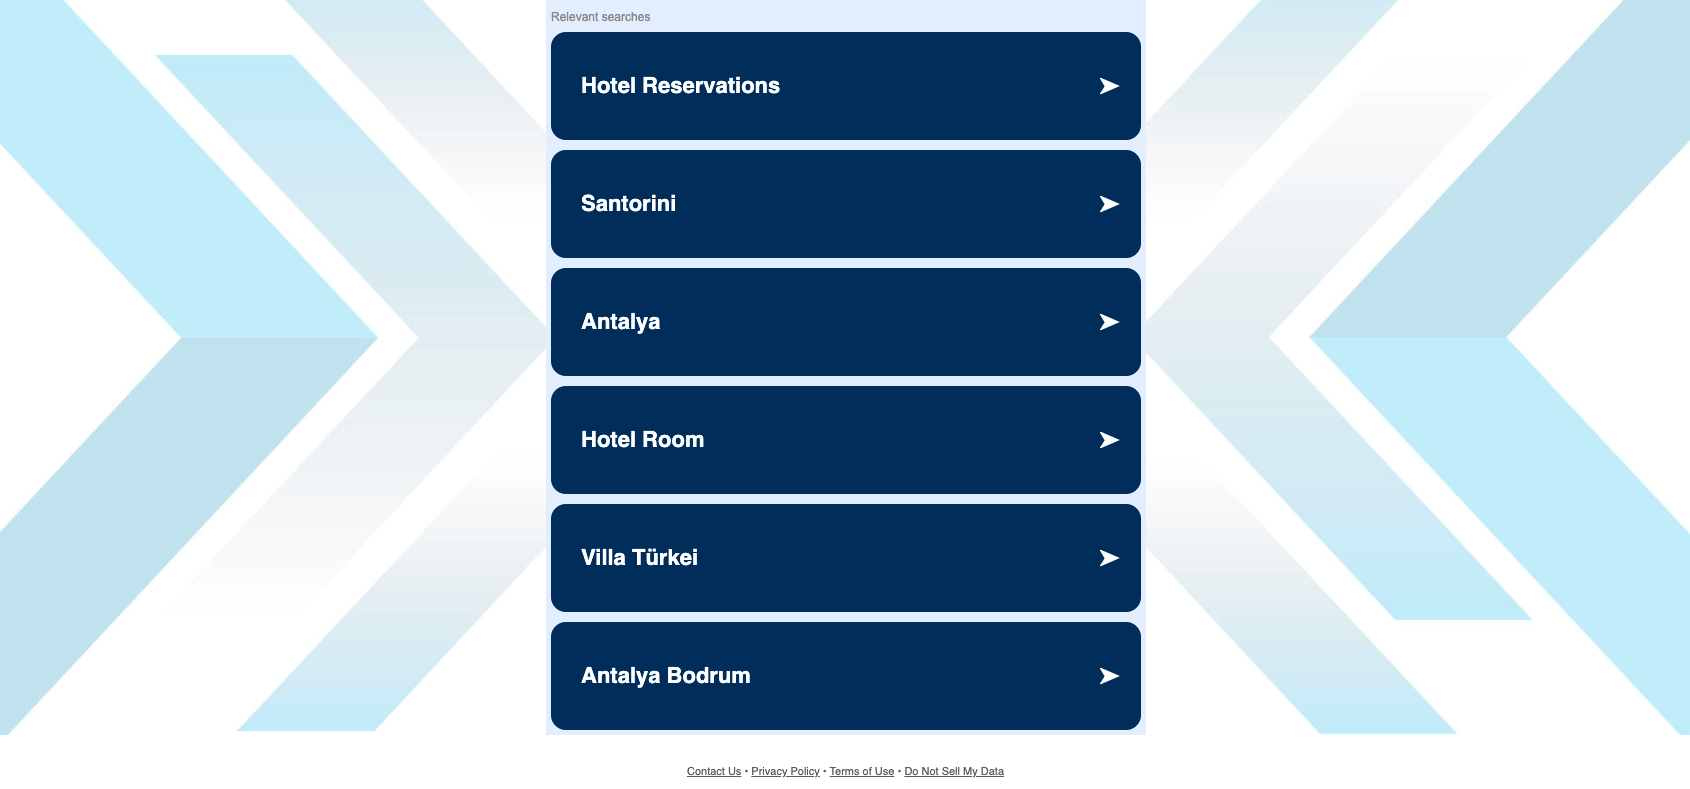 Relevant searches
Hotel Reservations
Santorini
Antalya
Hotel Room
Villa Türkei
Antalya Bodrum
Contact Us • Privacy Policy • Terms of Use • Do Not Sell My Data